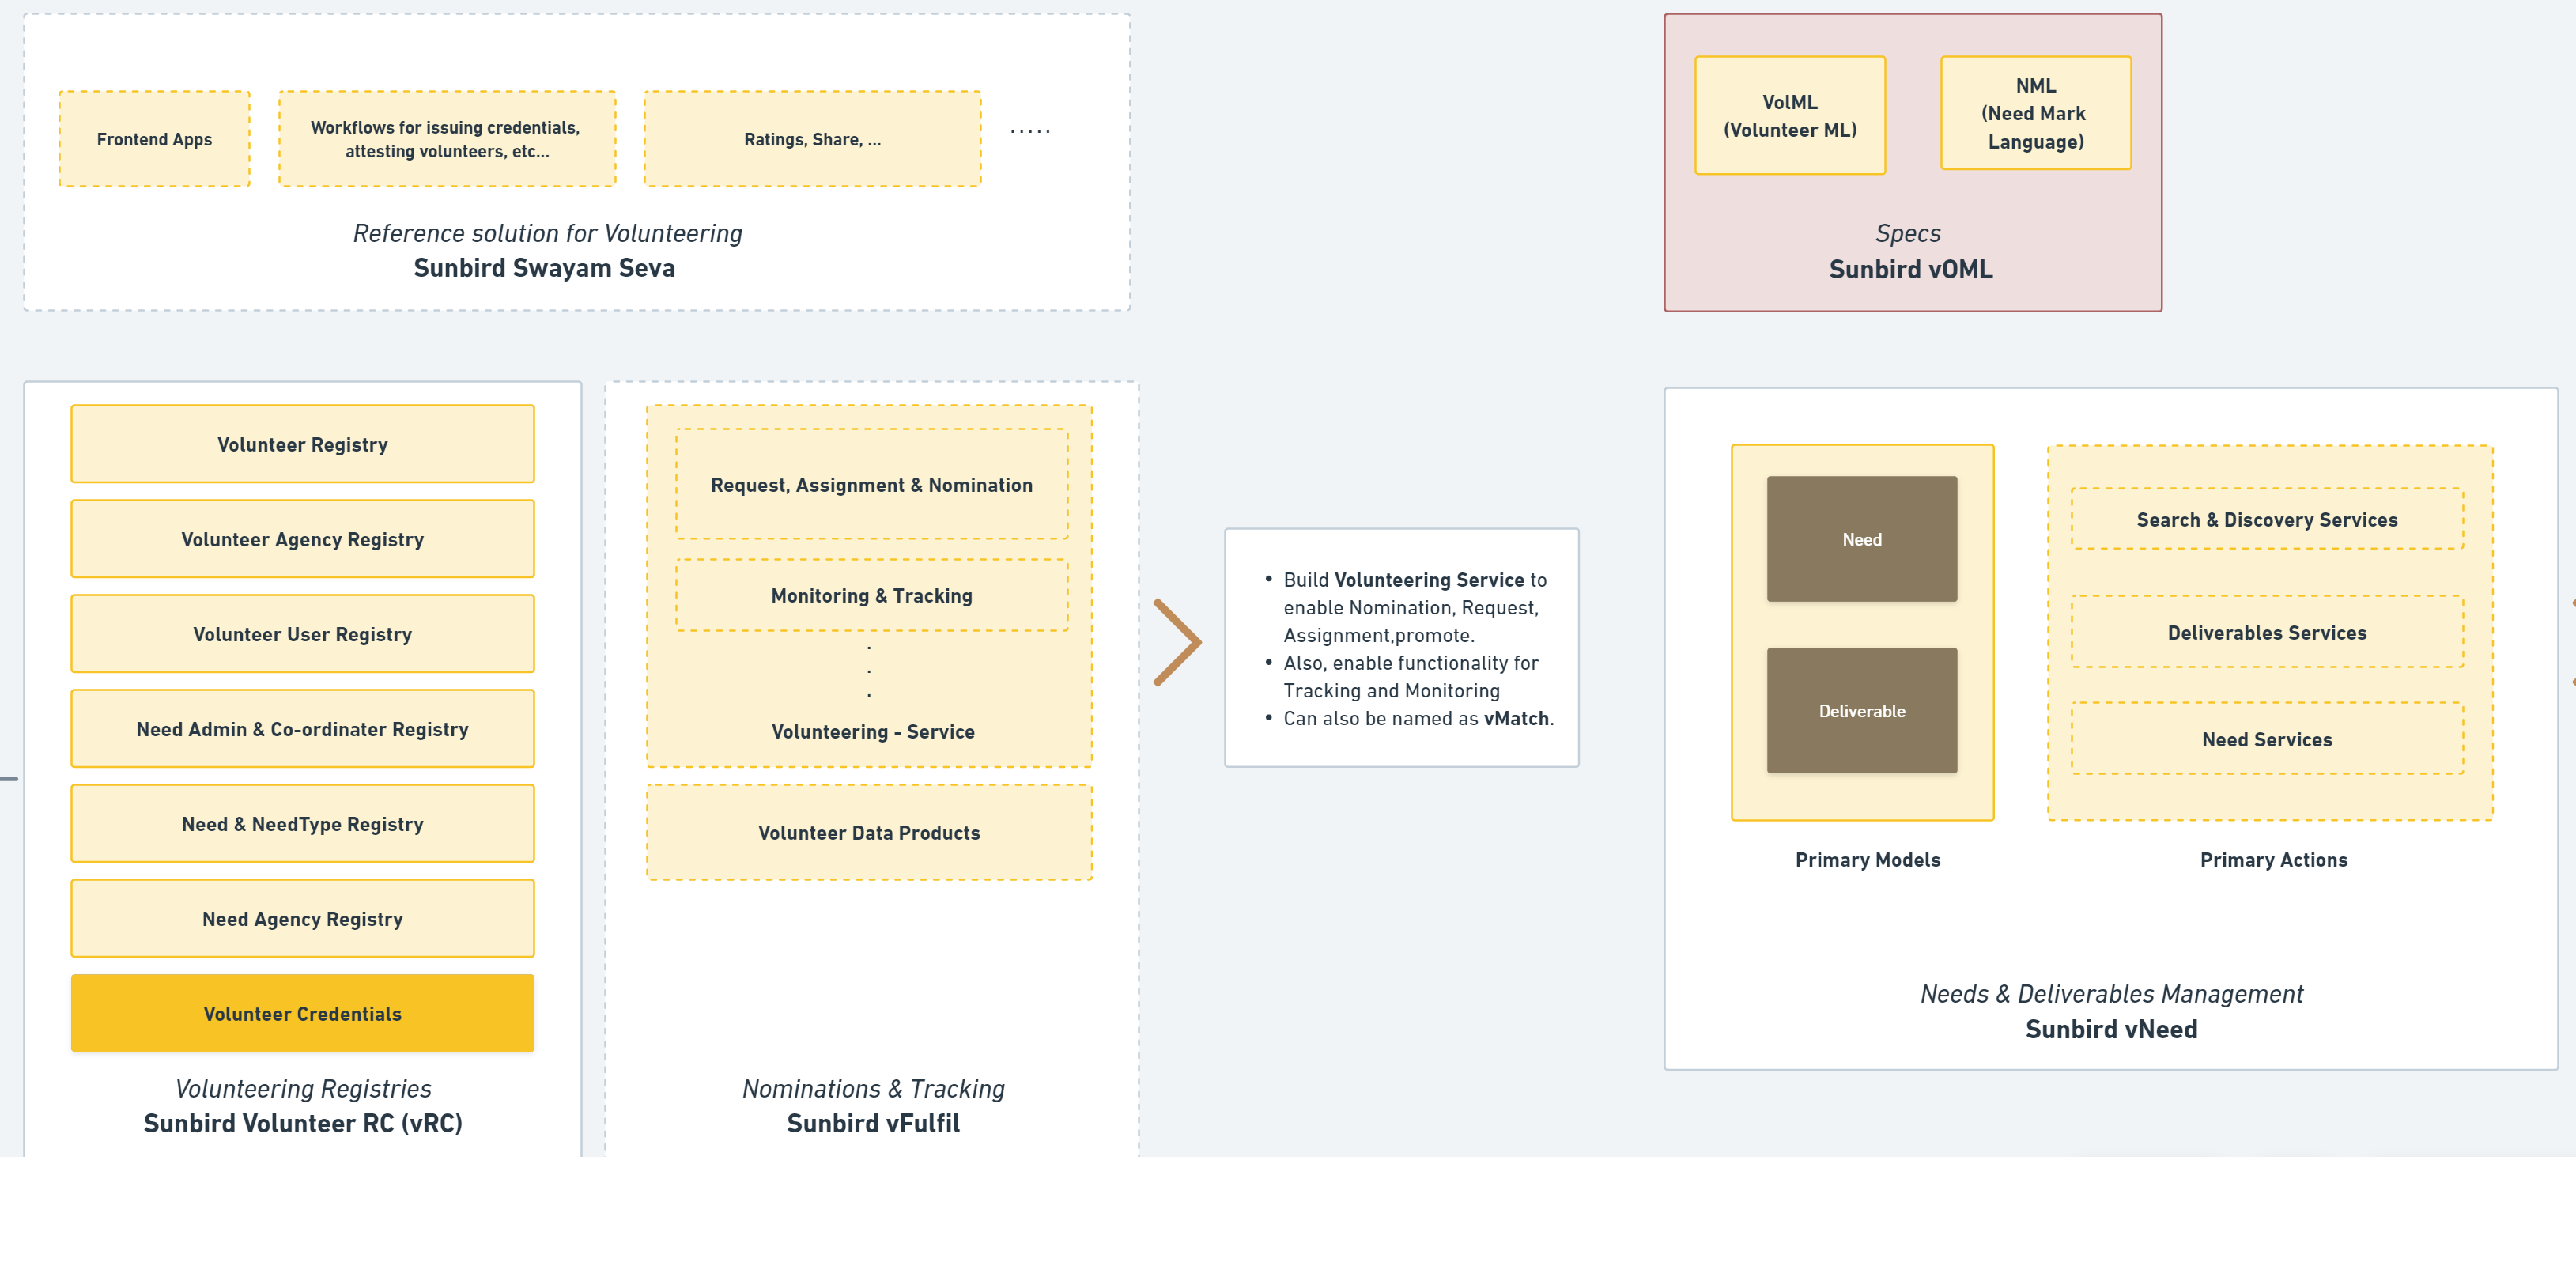 Frontend Apps
Workflows for issuing credentials,
attesting volunteers, etc...
Ratings, Share, ...
.....
Reference solution for Volunteering
Sunbird Swayam Seva
VolML
(Volunteer ML)
NML
(Need Mark
Language)
Specs
Sunbird vOML
Volunteer Registry
Volunteer Agency Registry
Volunteer User Registry
Need Admin & Co-ordinater Registry
Need & NeedType Registry
Need Agency Registry
Volunteer Credentials
Volunteering Registries
Sunbird Volunteer RC (vRC)
Request, Assignment & Nomination
Monitoring & Tracking
.
.
.
Volunteering - Service
Volunteer Data Products
Nominations & Tracking
Sunbird vFulfil
• Build Volunteering Service to
enable Nomination, Request,
Assignment,promote.
• Also, enable functionality for
Tracking and Monitoring
• Can also be named as vMatch.
Need
Deliverable
Primary Models
Search & Discovery Services
Deliverables Services
Need Services
Primary Actions
Needs & Deliverables Management
Sunbird vNeed